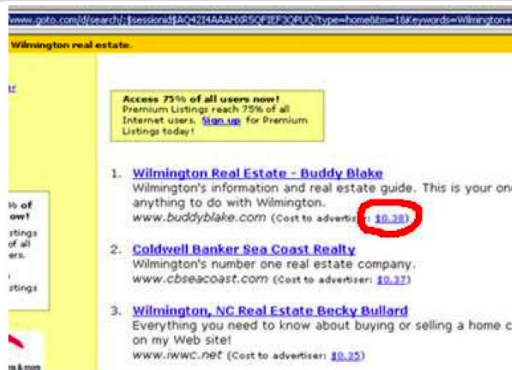 www.goto.com/d/search/;$sessionid$AQ42I4AAAHXR5QFIEF3QPUQ?type=home&tm=1&Keywords=Wilmington+
Wilmington real estate.
Access 75% of all users now!
Premium Listings reach 75% of all
Internet users. Sign up for Premium
Listings today!
1. Wilmington Real Estate - Buddy Blake
Wilmington's information and real estate guide. This is your one
anything to do with Wilmington.
www.buddyblake.com (Cost to advertiser: $0.38)
2. Coldwell Banker Sea Coast Realty
Wilmington's number one real estate company.
www.cbseacoast.com (Cost to advertiser: $0.37)
3. Wilmington, NC Real Estate Becky Bullard
Everything you need to know about buying or selling a home c
on my Web site!
www.iwwc.net (Cost to advertiser: $0.35)
% of
ow!
stings
of all
ers.
stings